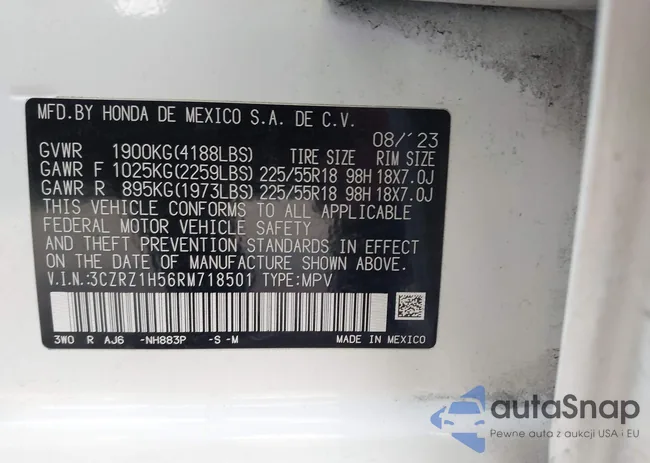 MFD.BY HONDA DE MEXICO S.A. DE C.V.
08/'23
GVWR 1900KG(4188LBS) TIRE SIZE RIM SIZE
GAWR F 1025KG(2259LBS) 225/55R18 98H 18X7.0J
GAWR R 895KG(1973LBS) 225/55R18 98H 18X7.0J
THIS VEHICLE CONFORMS TO ALL APPLICABLE
FEDERAL MOTOR VEHICLE SAFETY
AND THEFT PREVENTION STANDARDS IN EFFECT
ON THE DATE OF MANUFACTURE SHOWN ABOVE.
V.I.N.:3CZRZ1H56RM718501 TYPE:MPV
3W0 R AJ6 -NH883P -S -M MADE IN MEXICO
autaSnap
Pewne auta z aukcji USA i EU